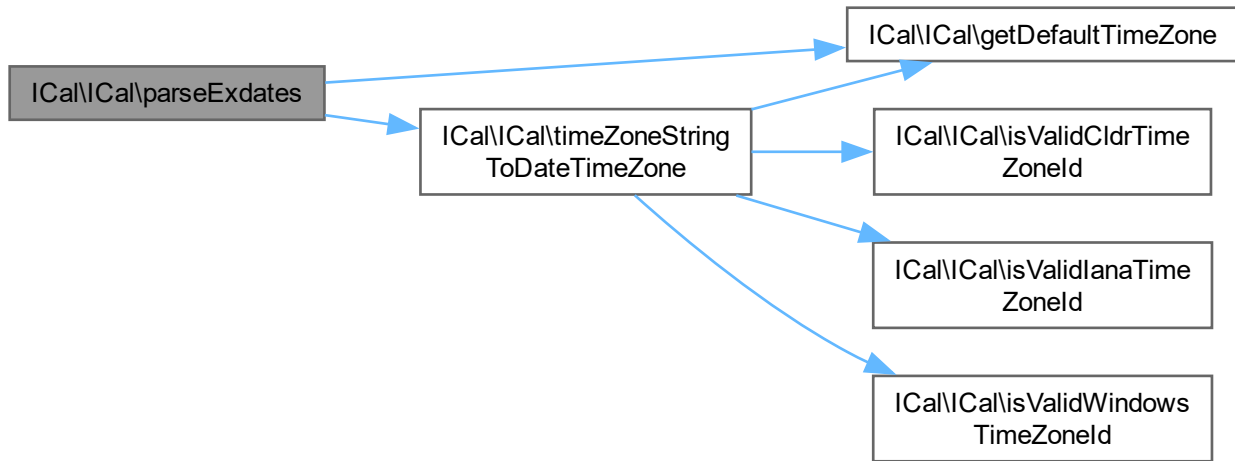 ICal\ICal\parseExdates
ICal\ICal\timeZoneString
ToDateTimeZone
ICal\ICal\getDefaultTimeZone
ICal\ICal\isValidCldrTime
ZoneId
ICal\ICal\isValidIanaTime
ZoneId
ICal\ICal\isValidWindows
TimeZoneId